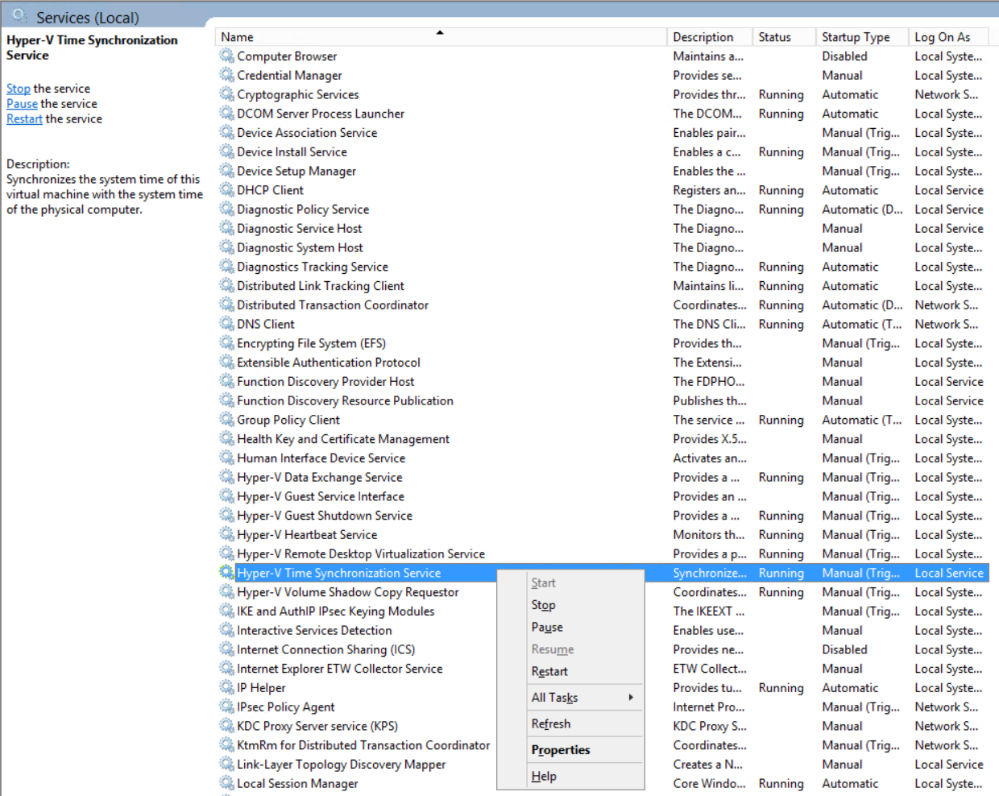 Services (Local)
Hyper-V Time Synchronization
Service
Stop the service
Pause the service
Restart the service
Description:
Synchronizes the system time of this
virtual machine with the system time
of the physical computer.
Name Description Status Startup Type Log On As
Computer Browser Maintains a... Disabled Local Syste...
Credential Manager Provides se... Manual Local Syste...
Cryptographic Services Provides thr... Running Automatic Network S...
DCOM Server Process Launcher The DCOM... Running Automatic Local Syste...
Device Association Service Enables pair... Manual (Trig... Local Syste...
Device Install Service Enables a c... Running Manual (Trig... Local Syste...
Device Setup Manager Enables the ... Manual (Trig... Local Syste...
DHCP Client Registers an... Running Automatic Local Service
Diagnostic Policy Service The Diagno... Running Automatic (D... Local Service
Diagnostic Service Host The Diagno... Manual Local Service
Diagnostic System Host The Diagno... Manual Local Syste...
Diagnostics Tracking Service The Diagno... Running Automatic Local Syste...
Distributed Link Tracking Client Maintains li... Running Automatic Local Syste...
Distributed Transaction Coordinator Coordinates... Running Automatic (D... Network S...
DNS Client The DNS Cli... Running Automatic (T... Network S...
Encrypting File System (EFS) Provides th... Manual (Trig... Local Syste...
Extensible Authentication Protocol The Extensi... Manual Local Syste...
Function Discovery Provider Host The FDPHO... Manual Local Service
Function Discovery Resource Publication Publishes th... Manual Local Service
Group Policy Client The service ... Running Automatic (T... Local Syste...
Health Key and Certificate Management Provides X.5... Manual Local Syste...
Human Interface Device Service Activates an... Manual (Trig... Local Syste...
Hyper-V Data Exchange Service Provides a ... Running Manual (Trig... Local Syste...
Hyper-V Guest Service Interface Provides an ... Manual (Trig... Local Syste...
Hyper-V Guest Shutdown Service Provides a ... Running Manual (Trig... Local Syste...
Hyper-V Heartbeat Service Monitors th... Running Manual (Trig... Local Syste...
Hyper-V Remote Desktop Virtualization Service Provides a p... Running Manual (Trig... Local Syste...
Hyper-V Time Synchronization Service Synchronize... Running Manual (Trig... Local Service
Hyper-V Volume Shadow Copy Requestor Coordinates... Running Manual (Trig... Local Syste...
IKE and AuthIP IPsec Keying Modules The IKEEXT ... Manual (Trig... Local Syste...
Interactive Services Detection Enables use... Manual Local Syste...
Internet Connection Sharing (ICS) Provides ne... Disabled Local Syste...
Internet Explorer ETW Collector Service ETW Collect... Manual Local Syste...
IP Helper Provides tu... Running Automatic Local Syste...
IPsec Policy Agent Internet Pro... Manual (Trig... Network S...
KDC Proxy Server service (KPS) KDC Proxy S... Manual Network S...
KtmRm for Distributed Transaction Coordinator Coordinates... Manual (Trig... Network S...
Link-Layer Topology Discovery Mapper Creates a N... Manual Local Service
Local Session Manager Core Windo... Running Automatic Local Syste...
Start
Stop
Pause
Resume
Restart
All Tasks
Refresh
Properties
Help